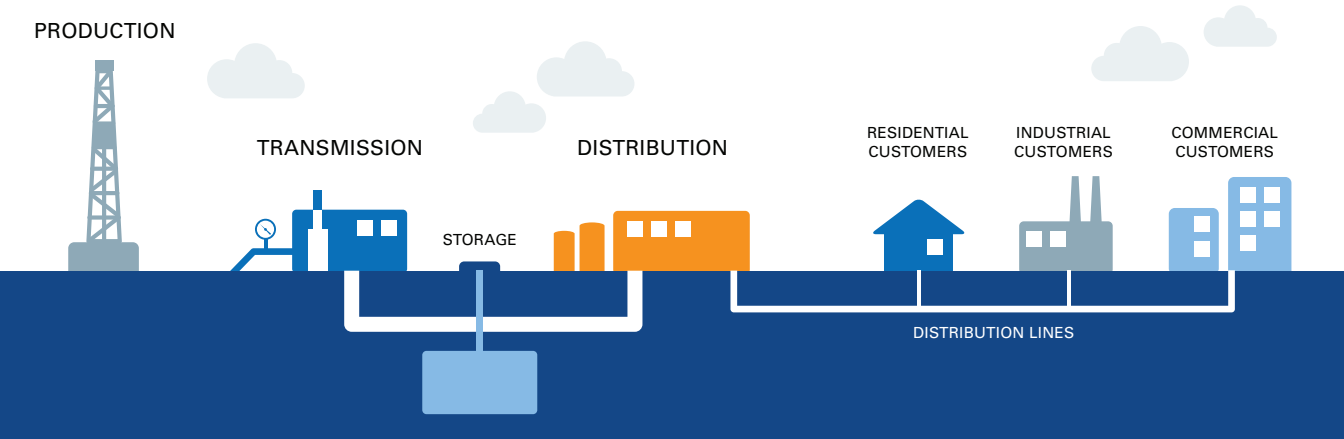 PRODUCTION
TRANSMISSION
STORAGE
DISTRIBUTION
RESIDENTIAL
CUSTOMERS
INDUSTRIAL
CUSTOMERS
COMMERCIAL
CUSTOMERS
DISTRIBUTION LINES